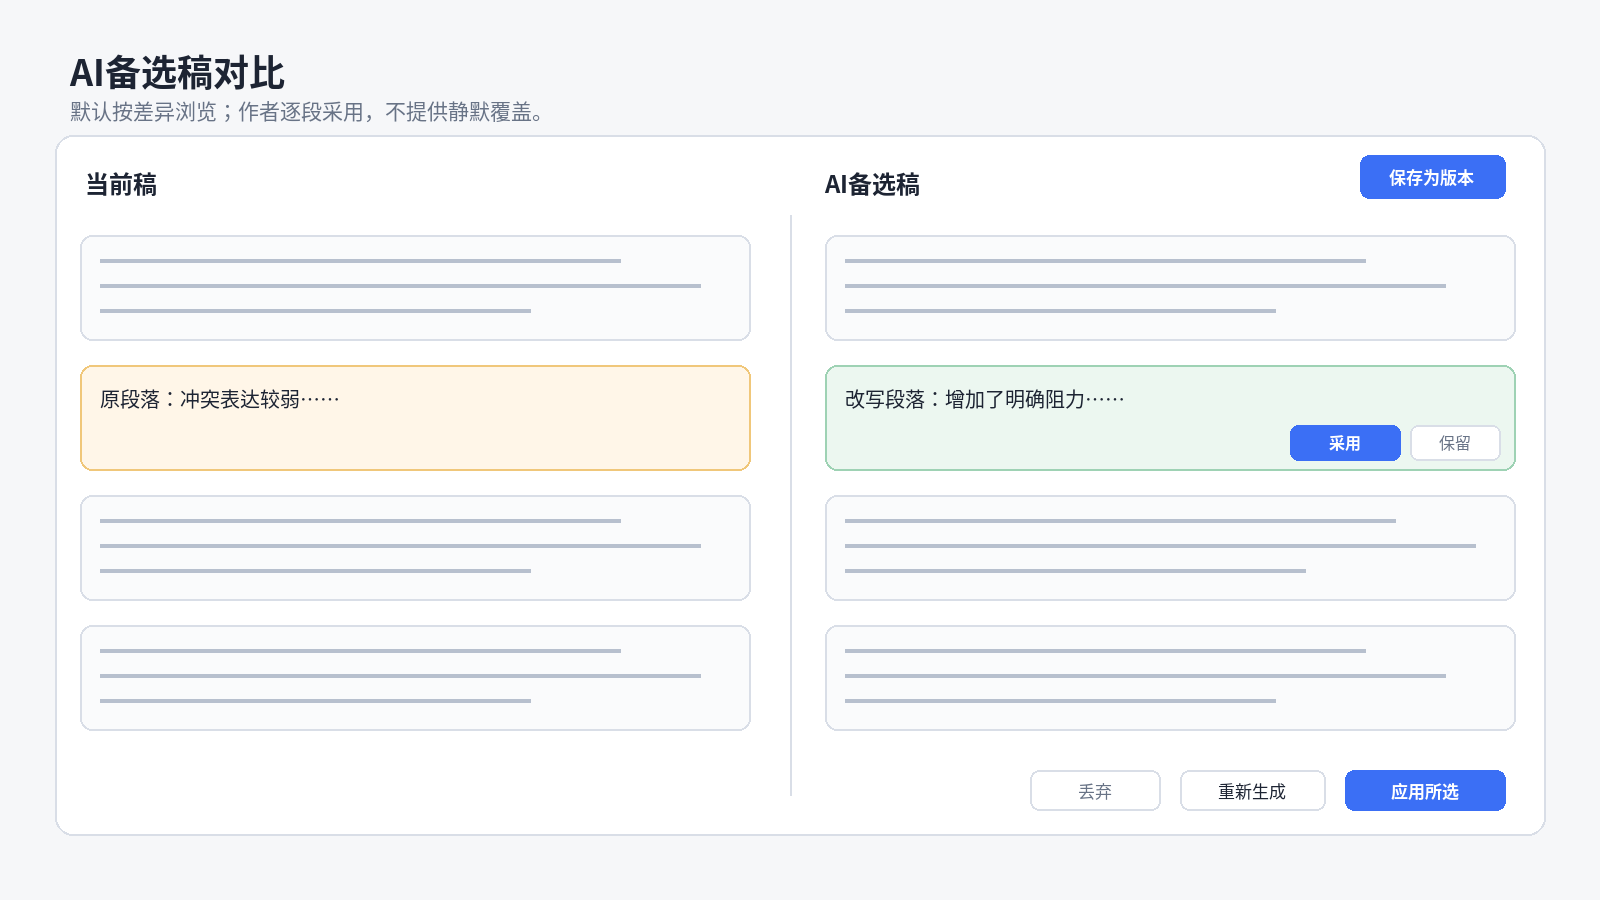 AI备选稿对比
默认按差异浏览；作者逐段采用，不提供静默覆盖。
当前稿
AI备选稿
保存为版本
原段落：冲突表达较弱……
改写段落：增加了明确阻力……
采用
保留
丢弃
重新生成
应用所选